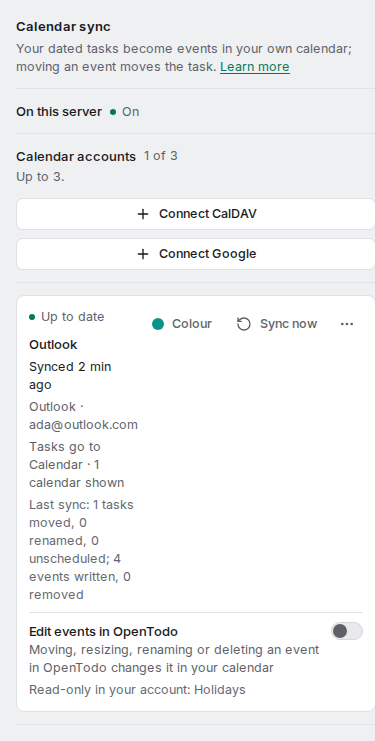 Calendar sync
Your dated tasks become events in your own calendar;
moving an event moves the task. Learn more
On this server On
Calendar accounts 1 of 3
Up to 3.
Connect CalDAV
Connect Google
Up to date
Colour
Sync now
Outlook
Synced 2 min
ago
Outlook ·
ada@outlook.com
Tasks go to
Calendar · 1
calendar shown
Last sync: 1 tasks
moved, 0
renamed, 0
unscheduled; 4
events written, 0
removed
Edit events in OpenTodo
Moving, resizing, renaming or deleting an event
in OpenTodo changes it in your calendar
Read-only in your account: Holidays